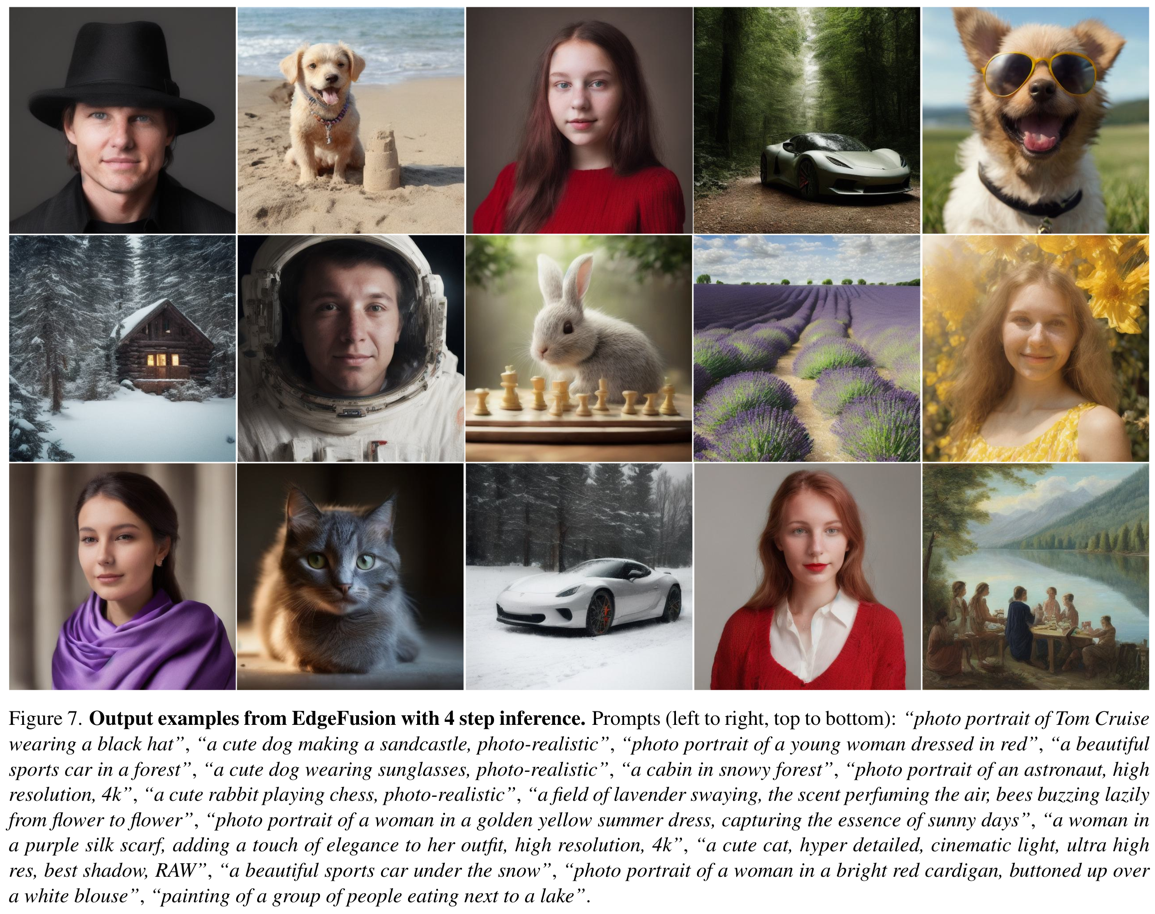 Figure 7. Output examples from EdgeFusion with 4 step inference. Prompts (left to right, top to bottom): “photo portrait of Tom Cruise
wearing a black hat”, “a cute dog making a sandcastle, photo-realistic”, “photo portrait of a young woman dressed in red”, “a beautiful
sports car in a forest”, “a cute dog wearing sunglasses, photo-realistic”, “a cabin in snowy forest”, “photo portrait of an astronaut, high
resolution, 4k”, “a cute rabbit playing chess, photo-realistic”, “a field of lavender swaying, the scent perfuming the air, bees buzzing lazily
from flower to flower”, “photo portrait of a woman in a golden yellow summer dress, capturing the essence of sunny days”, “a woman in
a purple silk scarf, adding a touch of elegance to her outfit, high resolution, 4k”, “a cute cat, hyper detailed, cinematic light, ultra high
res, best shadow, RAW”, “a beautiful sports car under the snow”, “photo portrait of a woman in a bright red cardigan, buttoned up over
a white blouse”, “painting of a group of people eating next to a lake”.